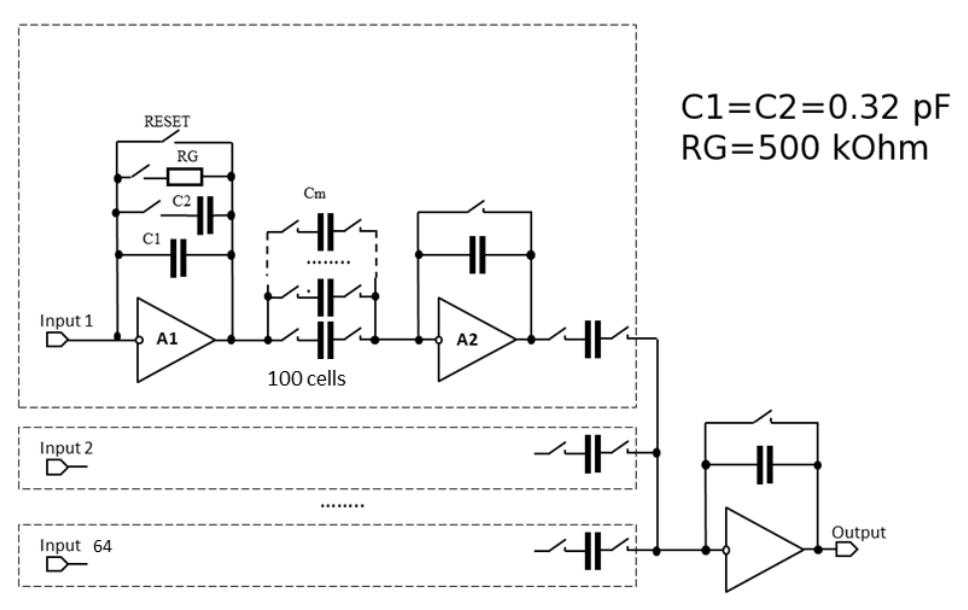 C1=C2=0.32 pF
RG=500 kOhm
RESET
RG
C2
C1
Cm
........
Input 1
A1
A2
100 cells
Input 2
........
Input 64
Output